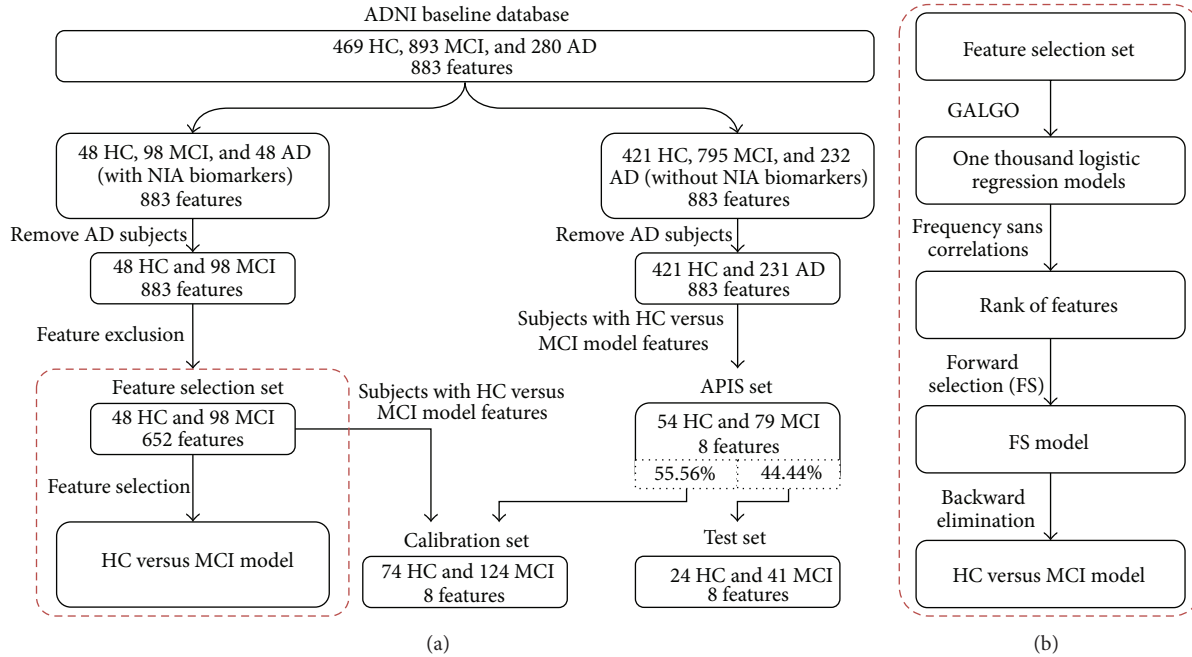 ADNI baseline database
469 HC, 893 MCI, and 280 AD
883 features
48 HC, 98 MCI, and 48 AD
(with NIA biomarkers)
883 features
421 HC, 795 MCI, and 232
AD (without NIA biomarkers)
883 features
Remove AD subjects
Remove AD subjects
48 HC and 98 MCI
883 features
421 HC and 231 AD
883 features
Feature exclusion
Subjects with HC versus
MCI model features
Feature selection set
48 HC and 98 MCI
652 features
Subjects with HC versus
MCI model features
APIS set
54 HC and 79 MCI
8 features
55.56%
44.44%
Feature selection
HC versus MCI model
Calibration set
74 HC and 124 MCI
8 features
Test set
24 HC and 41 MCI
8 features
(a)
Feature selection set
GALGO
One thousand logistic
regression models
Frequency sans
correlations
Rank of features
Forward
selection (FS)
FS model
Backward
elimination
HC versus MCI model
(b)